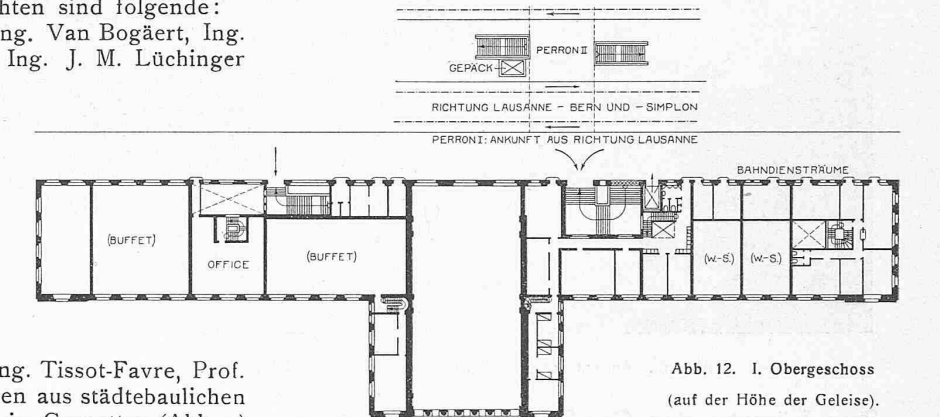 chten sind folgende:
ng. Van Bogäert, Ing.
Ing. J. M. Lüchinger
PERRON II
GEPÄCK
RICHTUNG LAUSANNE - BERN UND - SIMPLON
PERRON I: ANKUNFT AUS RICHTUNG LAUSANNE
BAHNDIENSTRÄUME
(BUFFET)
OFFICE
(BUFFET)
(W.-S.)
(W.-S.)
ng. Tissot-Favre, Prof.
en aus städtebaulichen
Abb. 12. I. Obergeschoss
(auf der Höhe der Geleise).